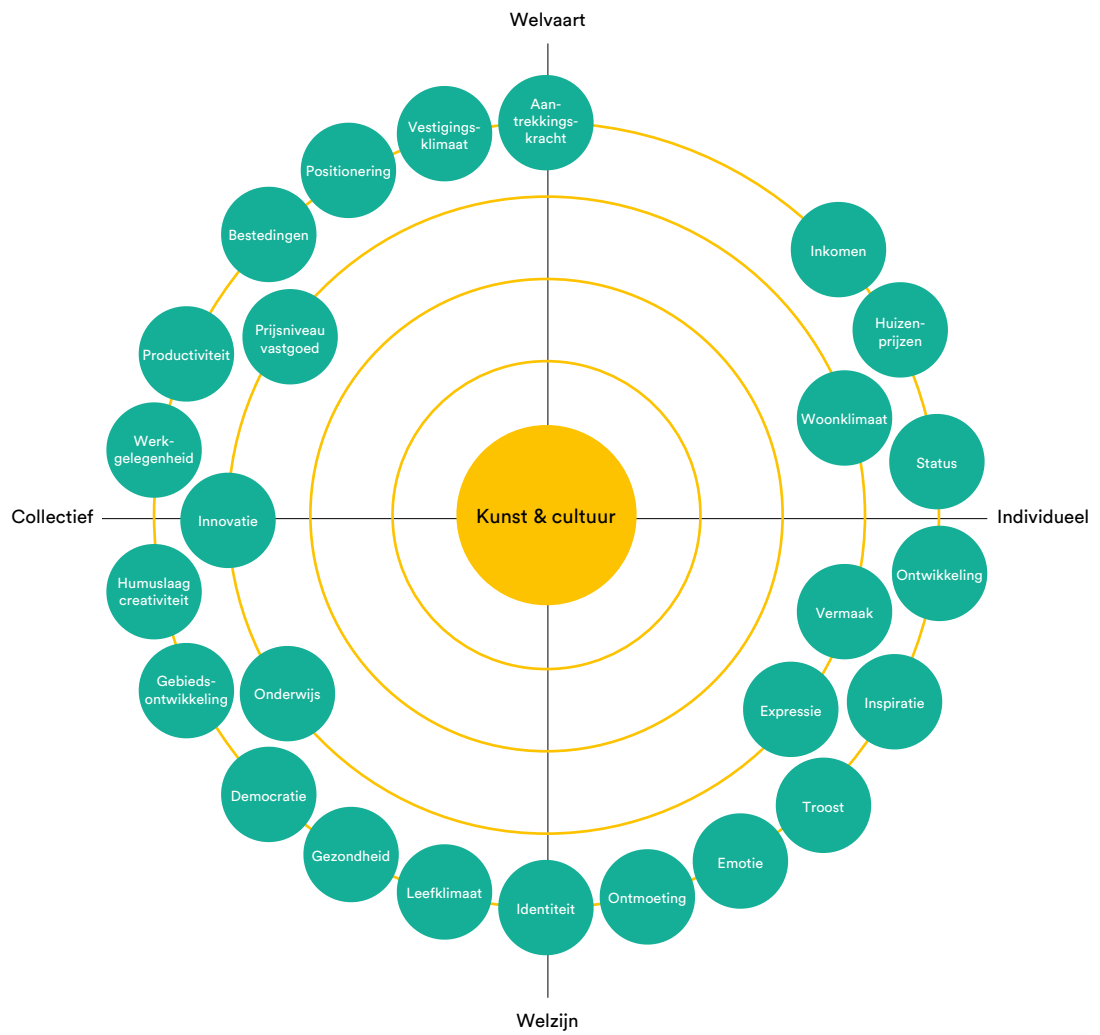 Welvaart
Aan-
trekkings-
kracht
Vestigings-
klimaat
Positionering
Bestedingen
Inkomen
Huizen-
prijzen
Prijsniveau
vastgoed
Productiviteit
Woonklimaat
Werk-
gelegenheid
Status
Collectief
Innovatie
Kunst & cultuur
Individueel
Ontwikkeling
Humuslaag
creativiteit
Vermaak
Gebieds-
ontwikkeling
Onderwijs
Expressie
Inspiratie
Democratie
Troost
Gezondheid
Emotie
Leefklimaat
Identiteit
Ontmoeting
Welzijn